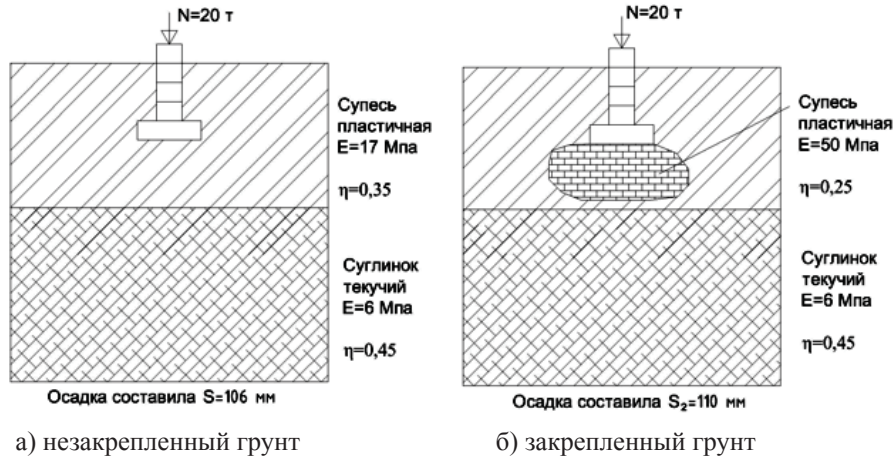 N=20 т
Супесь
пластичная
E=17 Мпа
η=0,35
Суглинок
текучий
E=6 Мпа
η=0,45
Осадка составила S=106 мм
а) незакрепленный грунт
N=20 т
Супесь
пластичная
E=50 Мпа
η=0,25
Суглинок
текучий
E=6 Мпа
η=0,45
Осадка составила S₂=110 мм
б) закрепленный грунт